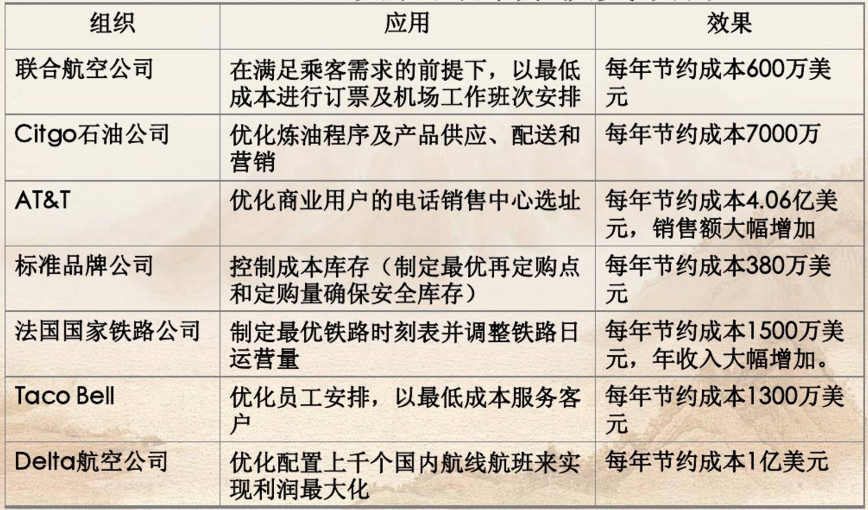 组织 应用 效果
联合航空公司 在满足乘客需求的前提下，以最低 每年节约成本600万美
成本进行订票及机场工作班次安排 元
Citgo石油公司 优化炼油程序及产品供应、配送和 每年节约成本7000万
营销
AT&T 优化商业用户的电话销售中心选址 每年节约成本4.06亿美
元，销售额大幅增加
标准品牌公司 控制成本库存（制定最优再定购点 每年节约成本380万美
和定购量确保安全库存） 元
法国国家铁路公司 制定最优铁路时刻表并调整铁路日 每年节约成本1500万美
运营量 元，年收入大幅增加。
Taco Bell 优化员工安排，以最低成本服务客 每年节约成本1300万美
户 元
Delta航空公司 优化配置上千个国内航线航班来实 每年节约成本1亿美元
现利润最大化